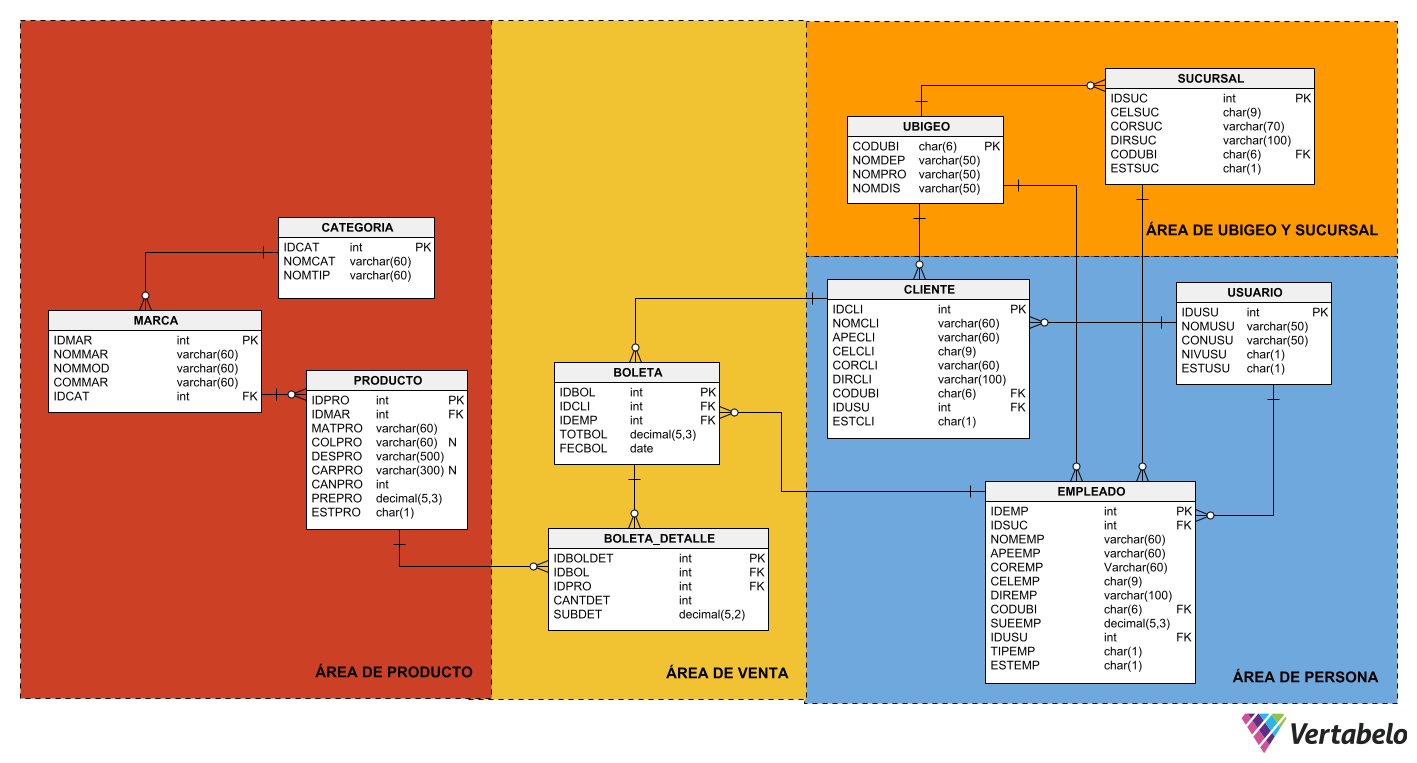 CATEGORIA
IDCAT int PK
NOMCAT varchar(60)
NOMTIP varchar(60)
MARCA
IDMAR int PK
NOMMAR varchar(60)
NOMMOD varchar(60)
COMMAR varchar(60)
IDCAT int FK
PRODUCTO
IDPRO int PK
IDMAR int FK
MATPRO varchar(60)
COLPRO varchar(60) N
DESPRO varchar(500)
CARPRO varchar(300) N
CANPRO int
PREPRO decimal(5,3)
ESTPRO char(1)
ÁREA DE PRODUCTO
BOLETA
IDBOL int PK
IDCLI int FK
IDEMP int FK
TOTBOL decimal(5,3)
FECBOL date
BOLETA_DETALLE
IDBOLDET int PK
IDBOL int FK
IDPRO int FK
CANTDET int
SUBDET decimal(5,2)
ÁREA DE VENTA
UBIGEO
CODUBI char(6) PK
NOMDEP varchar(50)
NOMPRO varchar(50)
NOMDIS varchar(50)
SUCURSAL
IDSUC int PK
CELSUC char(9)
CORSUC varchar(70)
DIRSUC varchar(100)
CODUBI char(6) FK
ESTSUC char(1)
ÁREA DE UBIGEO Y SUCURSAL
CLIENTE
IDCLI int PK
NOMCLI varchar(60)
APECLI varchar(60)
CELCLI char(9)
CORCLI varchar(60)
DIRCLI varchar(100)
CODUBI char(6) FK
IDUSU int FK
ESTCLI char(1)
USUARIO
IDUSU int PK
NOMUSU varchar(50)
CONUSU varchar(50)
NIVUSU char(1)
ESTUSU char(1)
EMPLEADO
IDEMP int PK
IDSUC int FK
NOMEMP varchar(60)
APEEMP varchar(60)
COREMP Varchar(60)
CELEMP char(9)
DIREMP varchar(100)
CODUBI char(6) FK
SUEEMP decimal(5,3)
IDUSU int FK
TIPEMP char(1)
ESTEMP char(1)
ÁREA DE PERSONA
Vertabelo